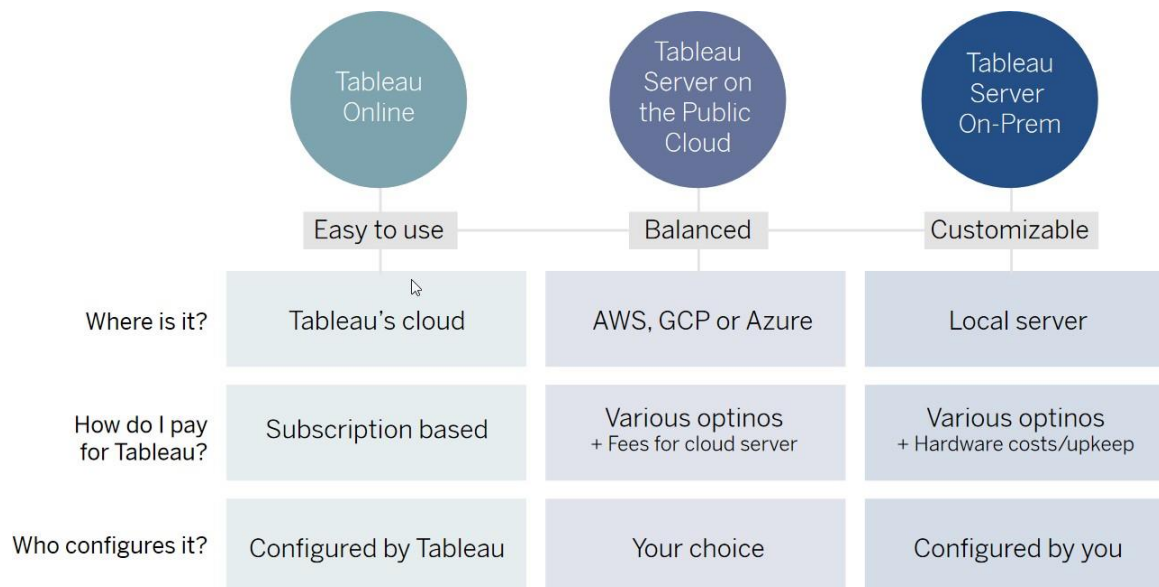 Tableau
Online
Tableau
Server on
the Public
Cloud
Tableau
Server
On-Prem
Easy to use
Balanced
Customizable
Where is it?
Tableau's cloud
AWS, GCP or Azure
Local server
How do I pay
for Tableau?
Subscription based
Various optinos
+ Fees for cloud server
Various optinos
+ Hardware costs/upkeep
Who configures it?
Configured by Tableau
Your choice
Configured by you